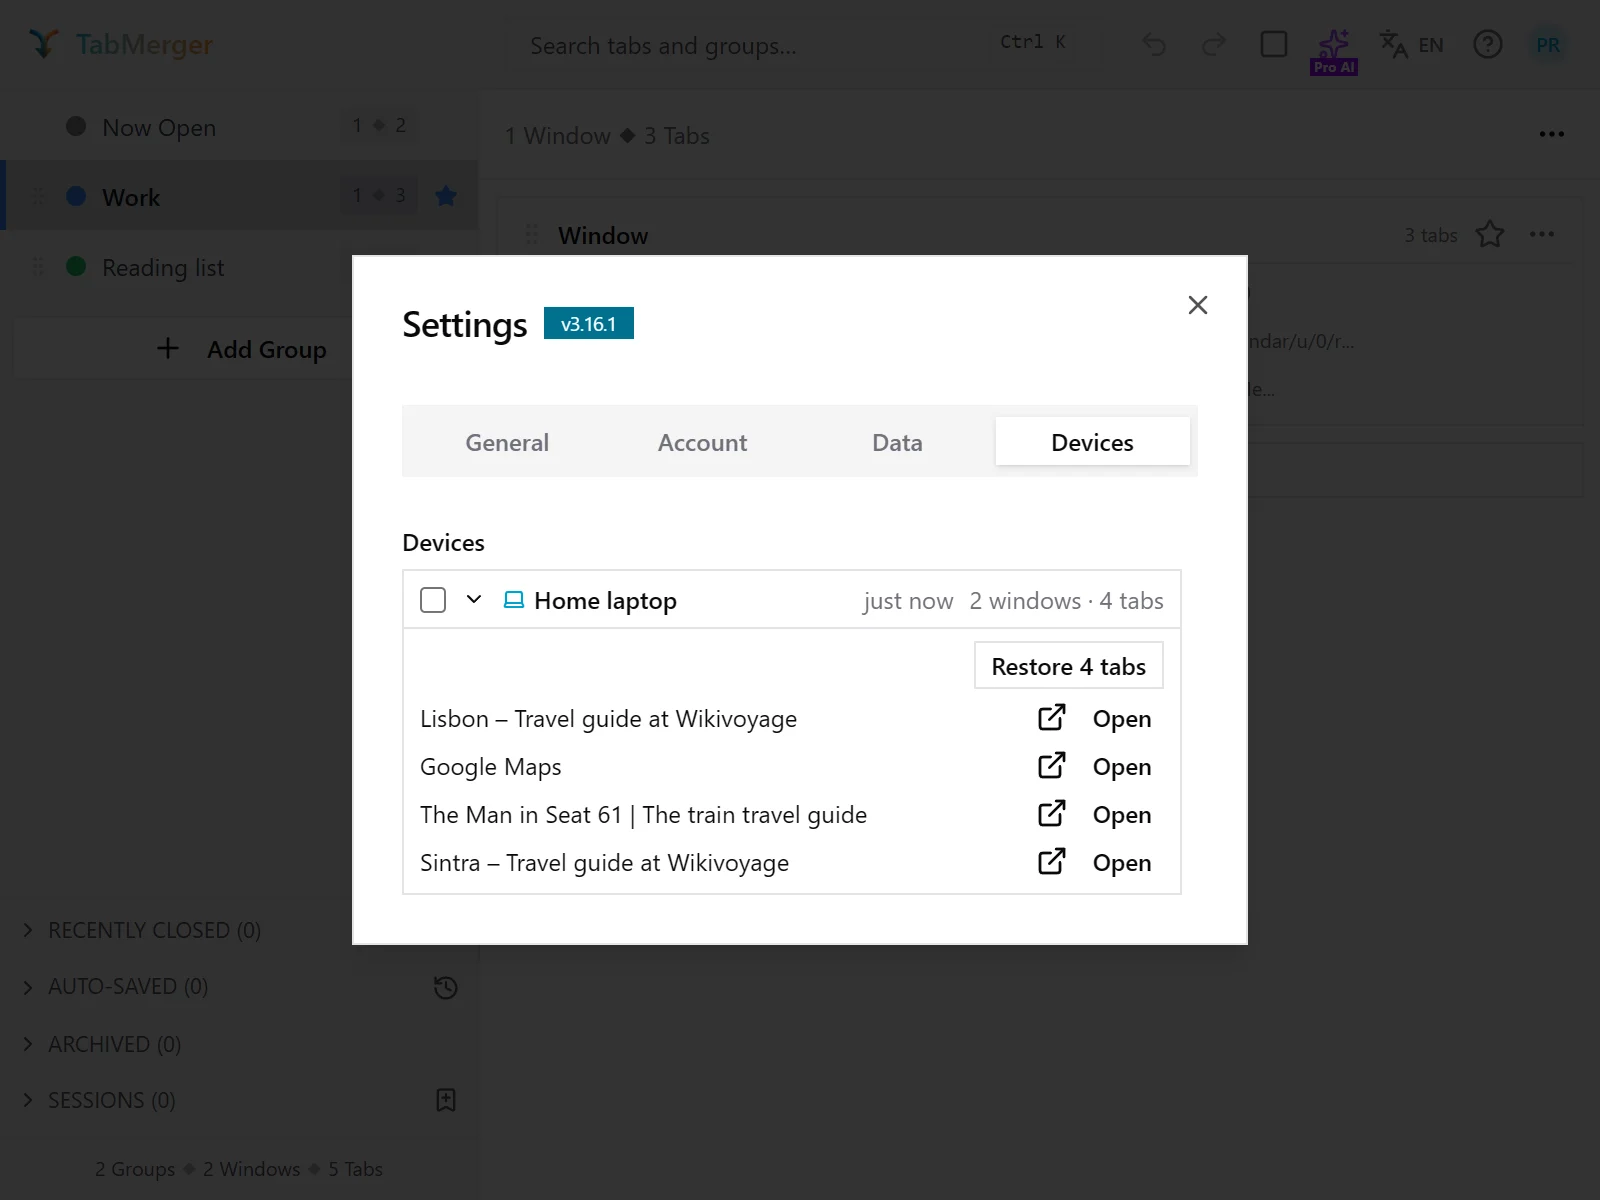 TabMerger
Search tabs and groups...
Ctrl K
Pro AI
EN
PR
Now Open
1 ◆ 2
1 Window ◆ 3 Tabs
Work
1 ◆ 3
Window
3 tabs
Reading list
Add Group
Settings
v3.16.1
ndar/u/0/r...
General
Account
Data
Devices
Devices
Home laptop
just now
2 windows · 4 tabs
Restore 4 tabs
Lisbon – Travel guide at Wikivoyage
Open
Google Maps
Open
The Man in Seat 61 | The train travel guide
Open
Sintra – Travel guide at Wikivoyage
Open
RECENTLY CLOSED (0)
AUTO-SAVED (0)
ARCHIVED (0)
SESSIONS (0)
2 Groups ◆ 2 Windows ◆ 5 Tabs